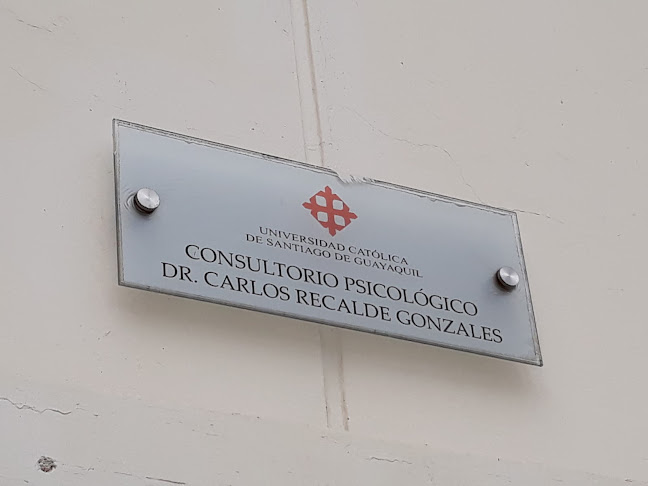 UNIVERSIDAD CATÓLICA
DE SANTIAGO DE GUAYAQUIL
CONSULTORIO PSICOLÓGICO
DR. CARLOS RECALDE GONZALES